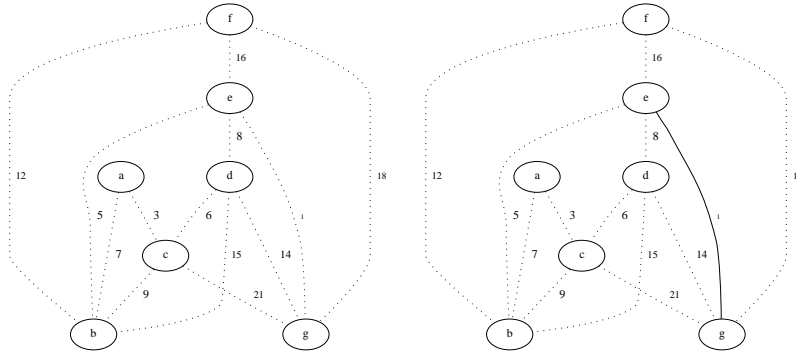 f f
16 16
e e
8 8
12 a d 18 12 a d 1
5 3 6 1 5 3 6 1
7 c 15 14 7 c 15 14
9 21 9 21
b g b g